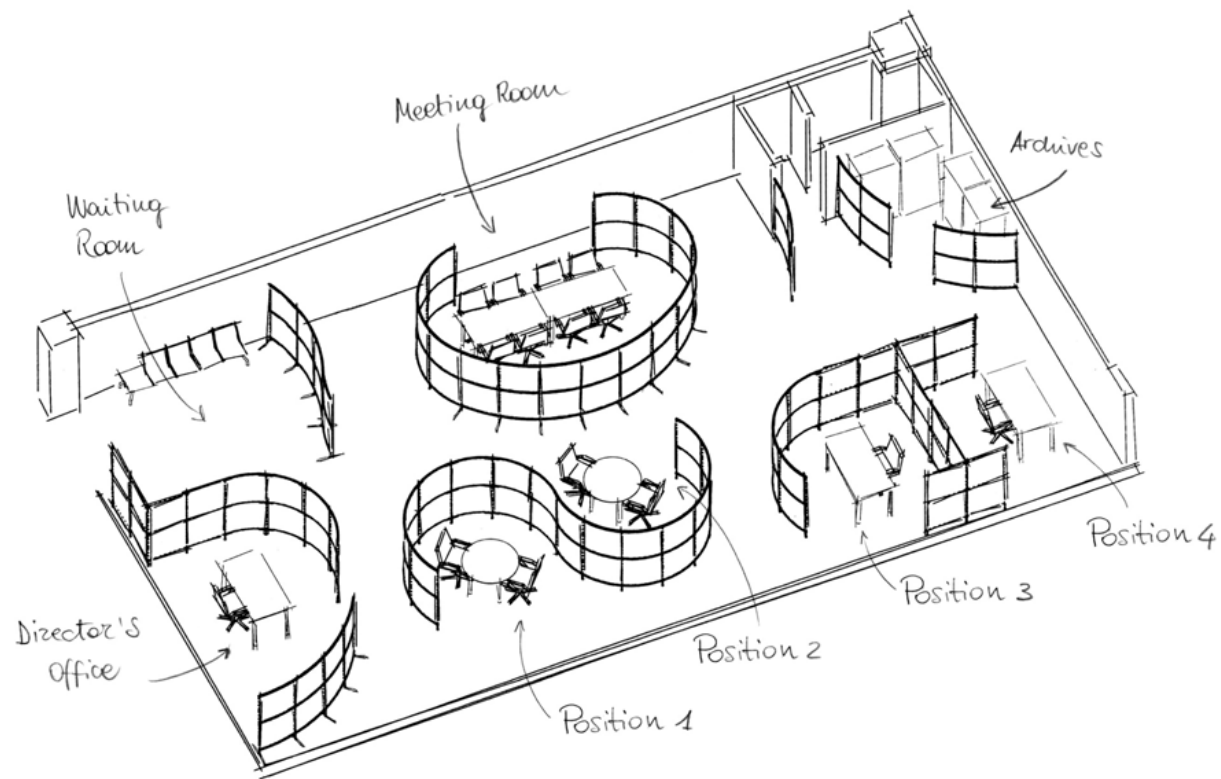 Meeting Room
Archives
Waiting
Room
Position 4
Position 3
Director's
Office
Position 2
Position 1